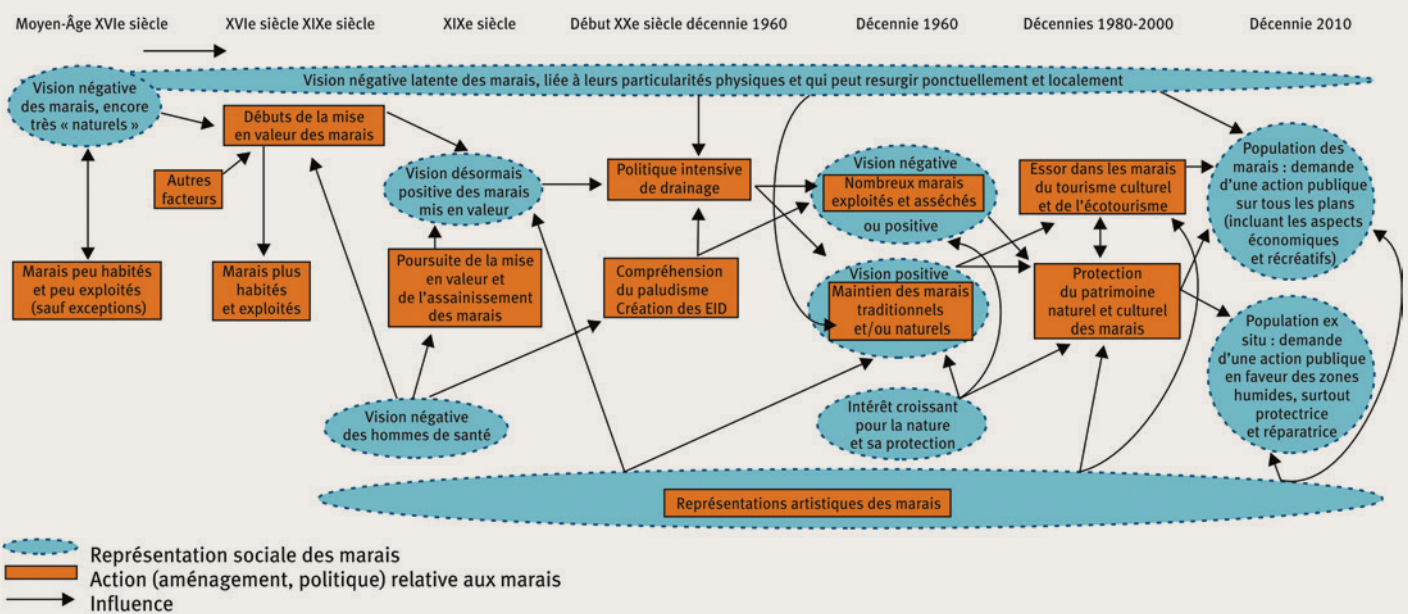 Moyen-Âge XVIe siècle
XVIe siècle XIXe siècle
XIXe siècle
Début XXe siècle décennie 1960
Décennie 1960
Décennies 1980-2000
Décennie 2010
Vision négative latente des marais, liée à leurs particularités physiques et qui peut resurgir ponctuellement et localement
Vision négative
des marais, encore
très « naturels »
Marais peu habités
et peu exploités
(sauf exceptions)
Débuts de la mise
en valeur des marais
Autres
facteurs
Marais plus
habités
et exploités
Vision désormais
positive des marais
mis en valeur
Poursuite de la mise
en valeur et
de l'assainissement
des marais
Vision négative
des hommes de santé
Politique intensive
de drainage
Compréhension
du paludisme
Création des EID
Vision négative
Nombreux marais
exploités et asséchés
ou positive
Vision positive
Maintien des marais
traditionnels
et/ou naturels
Intérêt croissant
pour la nature
et sa protection
Essor dans les marais
du tourisme culturel
et de l'écotourisme
Protection
du patrimoine
naturel et culturel
des marais
Population des
marais : demande
d'une action publique
sur tous les plans
(incluant les aspects
économiques
et récréatifs)
Population ex
situ : demande
d'une action publique
en faveur des zones
humides, surtout
protectrice
et réparatrice
Représentations artistiques des marais
Représentation sociale des marais
Action (aménagement, politique) relative aux marais
Influence